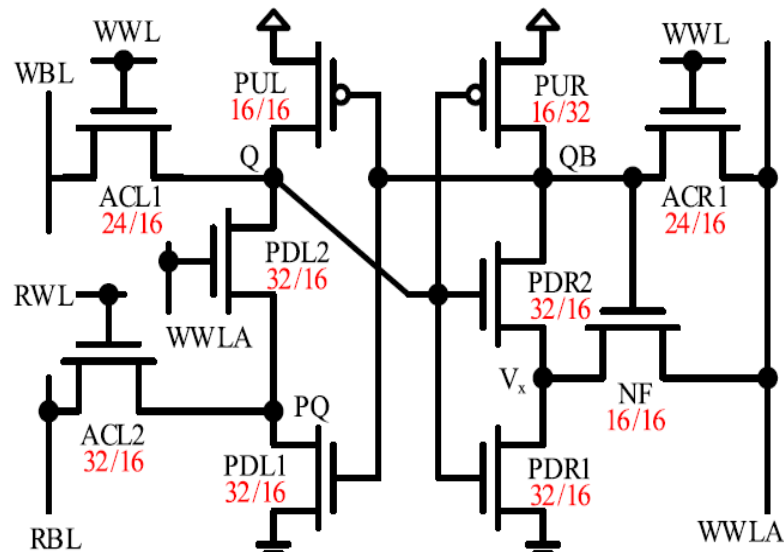 WWL
WBL
PUL
16/16
PUR
16/32
WWL
Q
QB
ACL1
24/16
ACR1
24/16
PDL2
32/16
PDR2
32/16
RWL
WWLA
Vx
PQ
NF
16/16
ACL2
32/16
PDL1
32/16
PDR1
32/16
RBL
WWLA